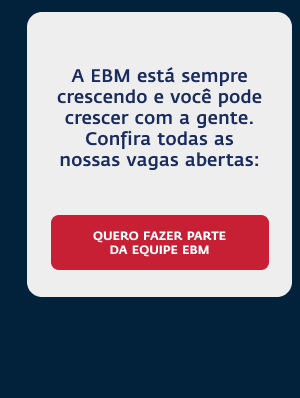 A EBM está sempre
crescendo e você pode
crescer com a gente.
Confira todas as
nossas vagas abertas:
QUERO FAZER PARTE
DA EQUIPE EBM